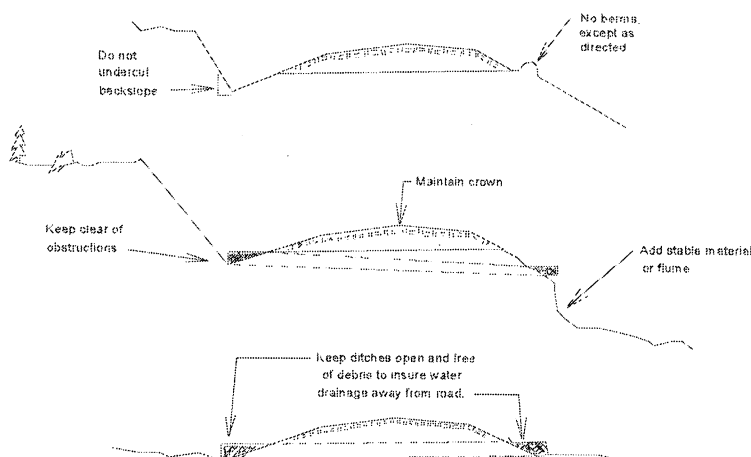 No berms,
except as
directed
Do not
undercut
backslope
Maintain crown
Keep clear of
obstructions
Add stable material
or flume
Keep ditches open and free
of debris to insure water
drainage away from road.